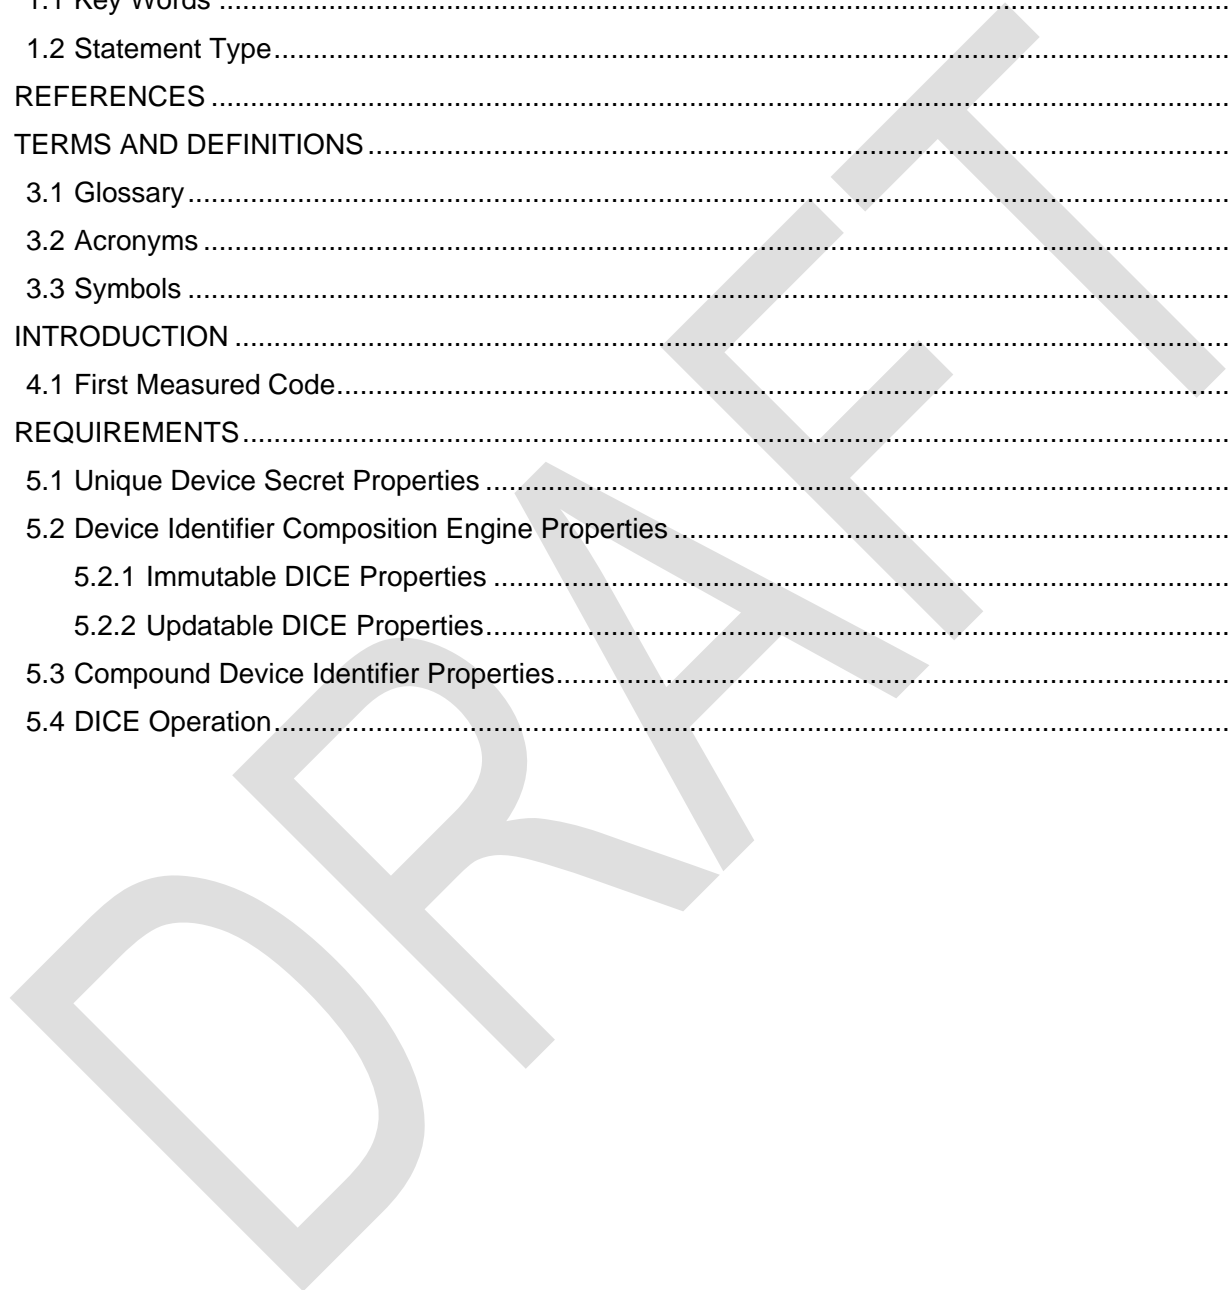 1.1 Key Words ........................................................................
1.2 Statement Type ........................................................................
REFERENCES ........................................................................
TERMS AND DEFINITIONS ........................................................................
3.1 Glossary ........................................................................
3.2 Acronyms ........................................................................
3.3 Symbols ........................................................................
INTRODUCTION ........................................................................
4.1 First Measured Code ........................................................................
REQUIREMENTS ........................................................................
5.1 Unique Device Secret Properties ........................................................................
5.2 Device Identifier Composition Engine Properties ........................................................................
5.2.1 Immutable DICE Properties ........................................................................
5.2.2 Updatable DICE Properties ........................................................................
5.3 Compound Device Identifier Properties ........................................................................
5.4 DICE Operation ........................................................................
DRAFT